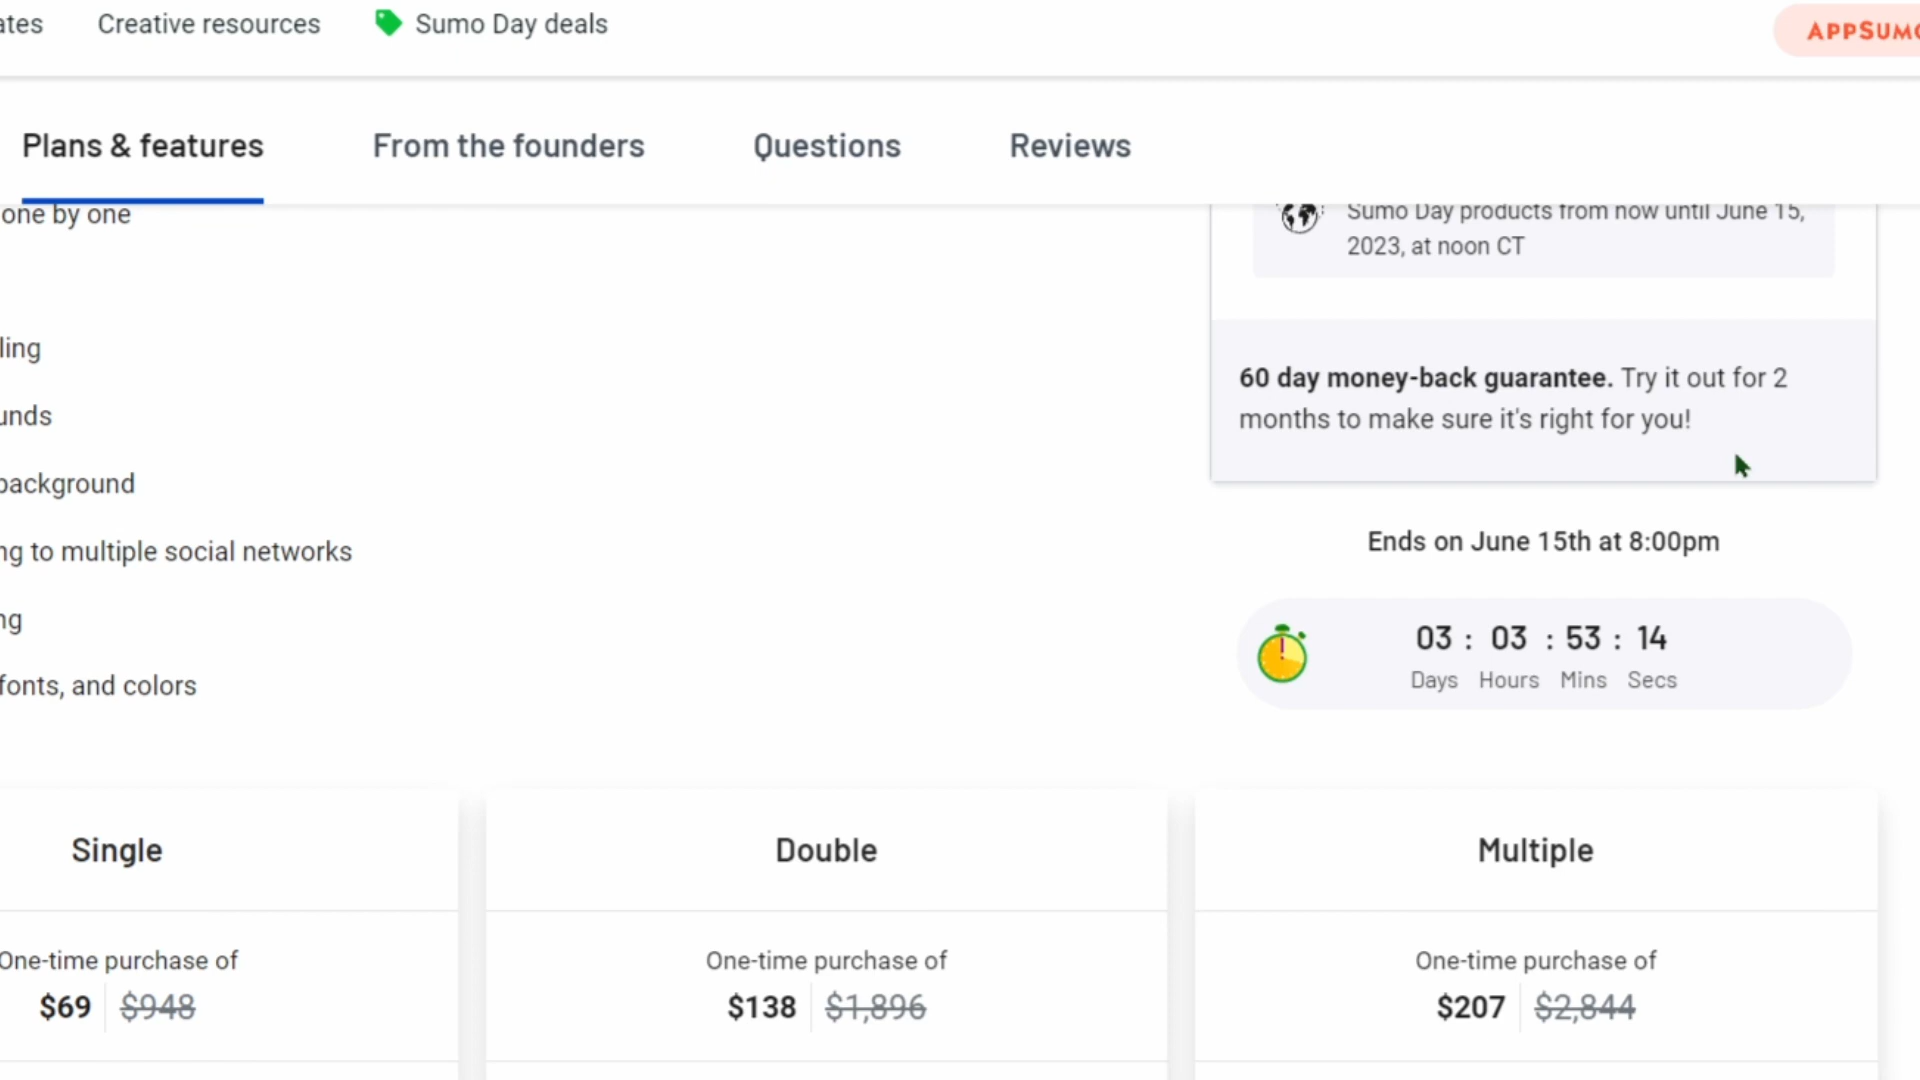 ates Creative resources Sumo Day deals APPSUMO
Plans & features From the founders Questions Reviews
one by one
Sumo Day products from now until June 15,
2023, at noon CT
ling
unds
60 day money-back guarantee. Try it out for 2
months to make sure it's right for you!
background
ng to multiple social networks
ng
fonts, and colors
Ends on June 15th at 8:00pm
03 : 03 : 53 : 14
Days Hours Mins Secs
Single Double Multiple
One-time purchase of One-time purchase of One-time purchase of
$69 $948 $138 $1,896 $207 $2,844